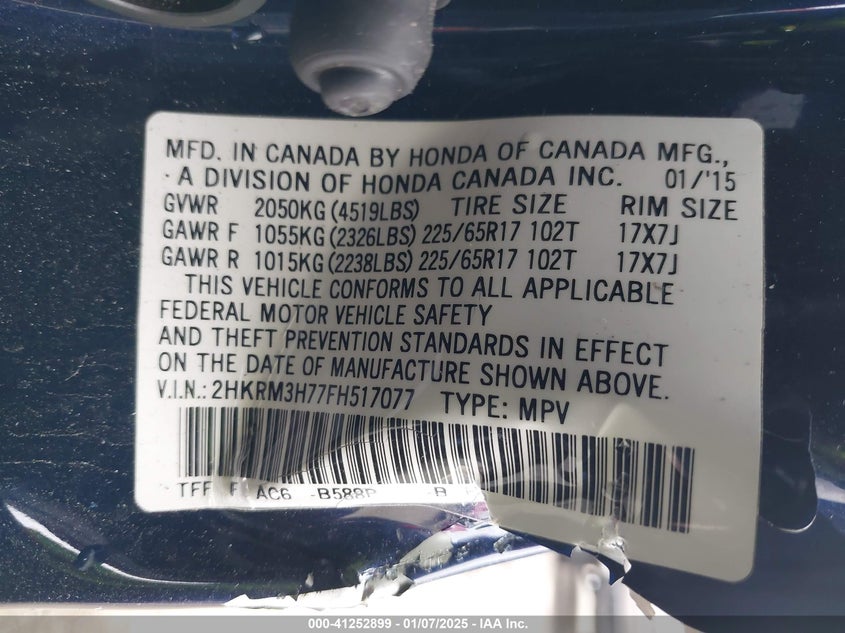 MFD. IN CANADA BY HONDA OF CANADA MFG.,
A DIVISION OF HONDA CANADA INC. 01/'15
GVWR 2050KG (4519LBS) TIRE SIZE RIM SIZE
GAWR F 1055KG (2326LBS) 225/65R17 102T 17X7J
GAWR R 1015KG (2238LBS) 225/65R17 102T 17X7J
THIS VEHICLE CONFORMS TO ALL APPLICABLE
FEDERAL MOTOR VEHICLE SAFETY
AND THEFT PREVENTION STANDARDS IN EFFECT
ON THE DATE OF MANUFACTURE SHOWN ABOVE.
V.I.N.: 2HKRM3H77FH517077 TYPE: MPV
AC6
000-41252899 — 01/07/2025 — IAA Inc.